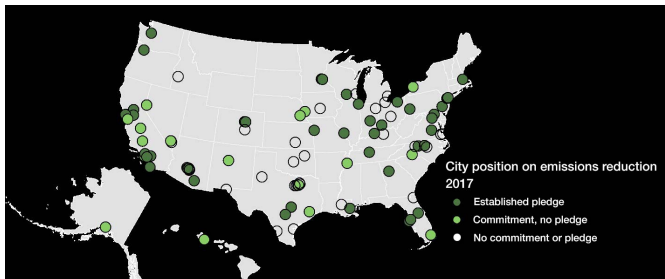 City position on emissions reduction
2017
Established pledge
Commitment, no pledge
No commitment or pledge